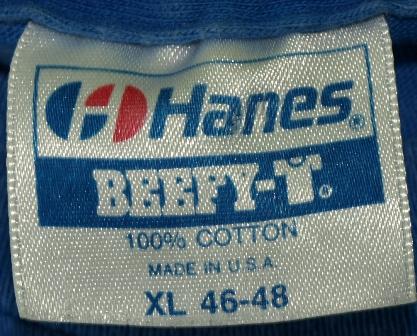 Hanes®
BEEFY-T®
100% COTTON
MADE IN U.S.A.
XL 46-48